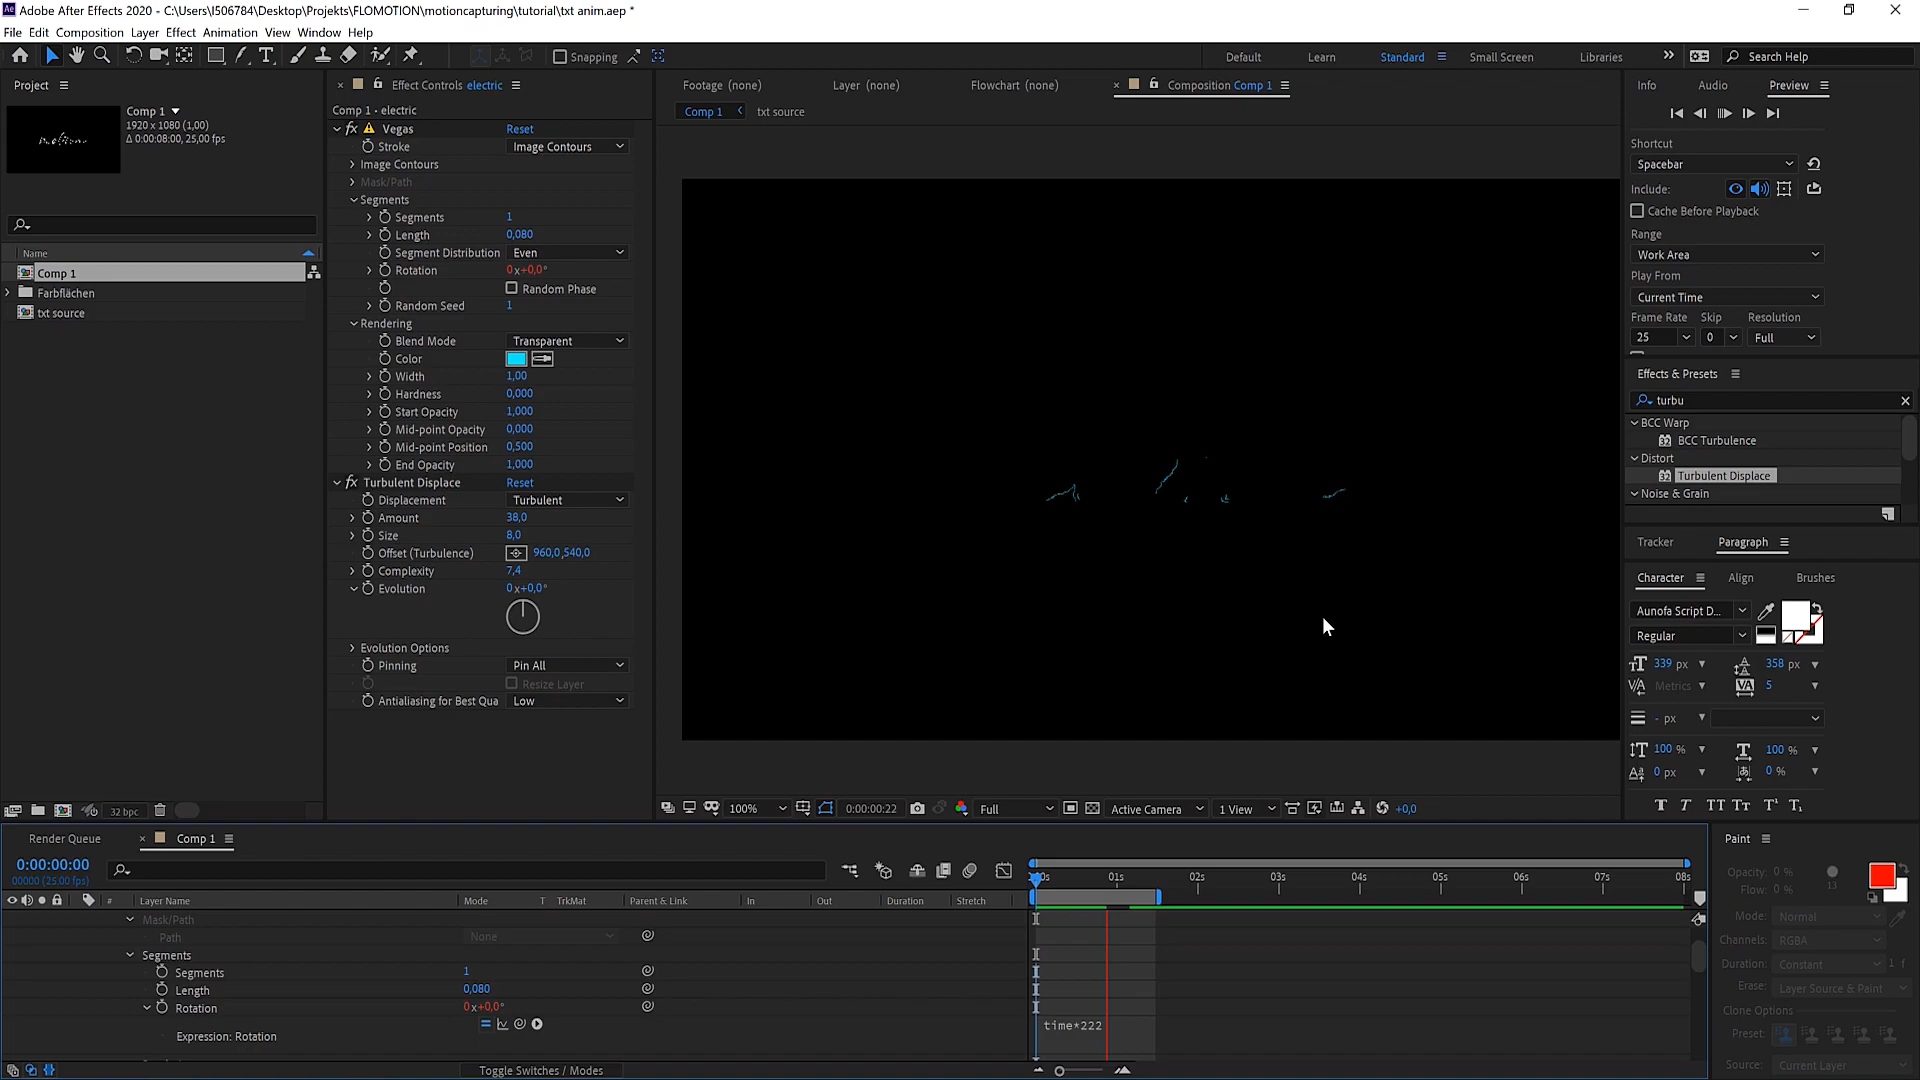 Adobe After Effects 2020 - C:\Users\I506784\Desktop\Projekts\FLOMOTION\motioncapturing\tutorial\txt anim.aep *
File Edit Composition Layer Effect Animation View Window Help
Snapping
Default Learn Standard Small Screen Libraries Search Help
Project
Comp 1
1920 x 1080 (1,00)
Δ 0:00:08:00, 25,00 fps
Name
Comp 1
Farbflächen
txt source
32 bpc
Effect Controls electric
Comp 1 · electric
fx Vegas Reset
Stroke Image Contours
Image Contours
Mask/Path
Segments
Segments 1
Length 0,080
Segment Distribution Even
Rotation 0x+0,0°
Random Phase
Random Seed 1
Rendering
Blend Mode Transparent
Color
Width 1,00
Hardness 0,000
Start Opacity 1,000
Mid-point Opacity 0,000
Mid-point Position 0,500
End Opacity 1,000
fx Turbulent Displace Reset
Displacement Turbulent
Amount 38,0
Size 8,0
Offset (Turbulence) 960,0,540,0
Complexity 7,4
Evolution 0x+0,0°
Evolution Options
Pinning Pin All
Resize Layer
Antialiasing for Best Qua Low
Footage (none) Layer (none) Flowchart (none) Composition Comp 1
Comp 1 txt source
100% 0:00:00:22 Full Active Camera 1 View +0,0
Info Audio Preview
Shortcut
Spacebar
Include:
Cache Before Playback
Range
Work Area
Play From
Current Time
Frame Rate Skip Resolution
25 0 Full
Effects & Presets
turbu
BCC Warp
BCC Turbulence
Distort
Turbulent Displace
Noise & Grain
Tracker Paragraph
Character Align Brushes
Aunofa Script D...
Regular
339 px 358 px
Metrics 5
- px
100 % 100 %
0 px 0 %
Render Queue Comp 1
0:00:00:00
00000 (25.00 fps)
# Layer Name Mode T TrkMat Parent & Link In Out Duration Stretch
01s 02s 03s 04s 05s 06s 07s 08s
Mask/Path
Path None
Segments
Segments 1
Length 0,080
Rotation 0x+0,0°
Expression: Rotation time*222
Toggle Switches / Modes
Paint
Opacity: 0 %
Flow: 0 % 13
Mode: Normal
Channels: RGBA
Duration: Constant 1 f
Erase: Layer Source & Paint
Clone Options
Preset:
Source: Current Layer